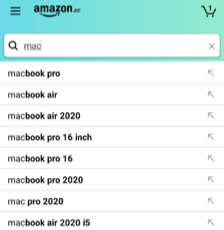 amazon.ae
1
mac
macbook pro
macbook air
macbook air 2020
macbook pro 16 inch
macbook pro 16
macbook pro 2020
mac pro 2020
macbook air 2020 i5